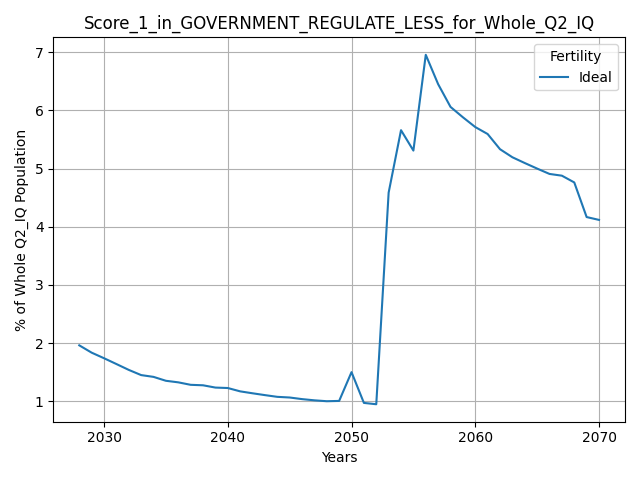 Score_1_in_GOVERNMENT_REGULATE_LESS_for_Whole_Q2_IQ
Fertility
Ideal
% of Whole Q2_IQ Population
7
6
5
4
3
2
1
2030 2040 2050 2060 2070
Years